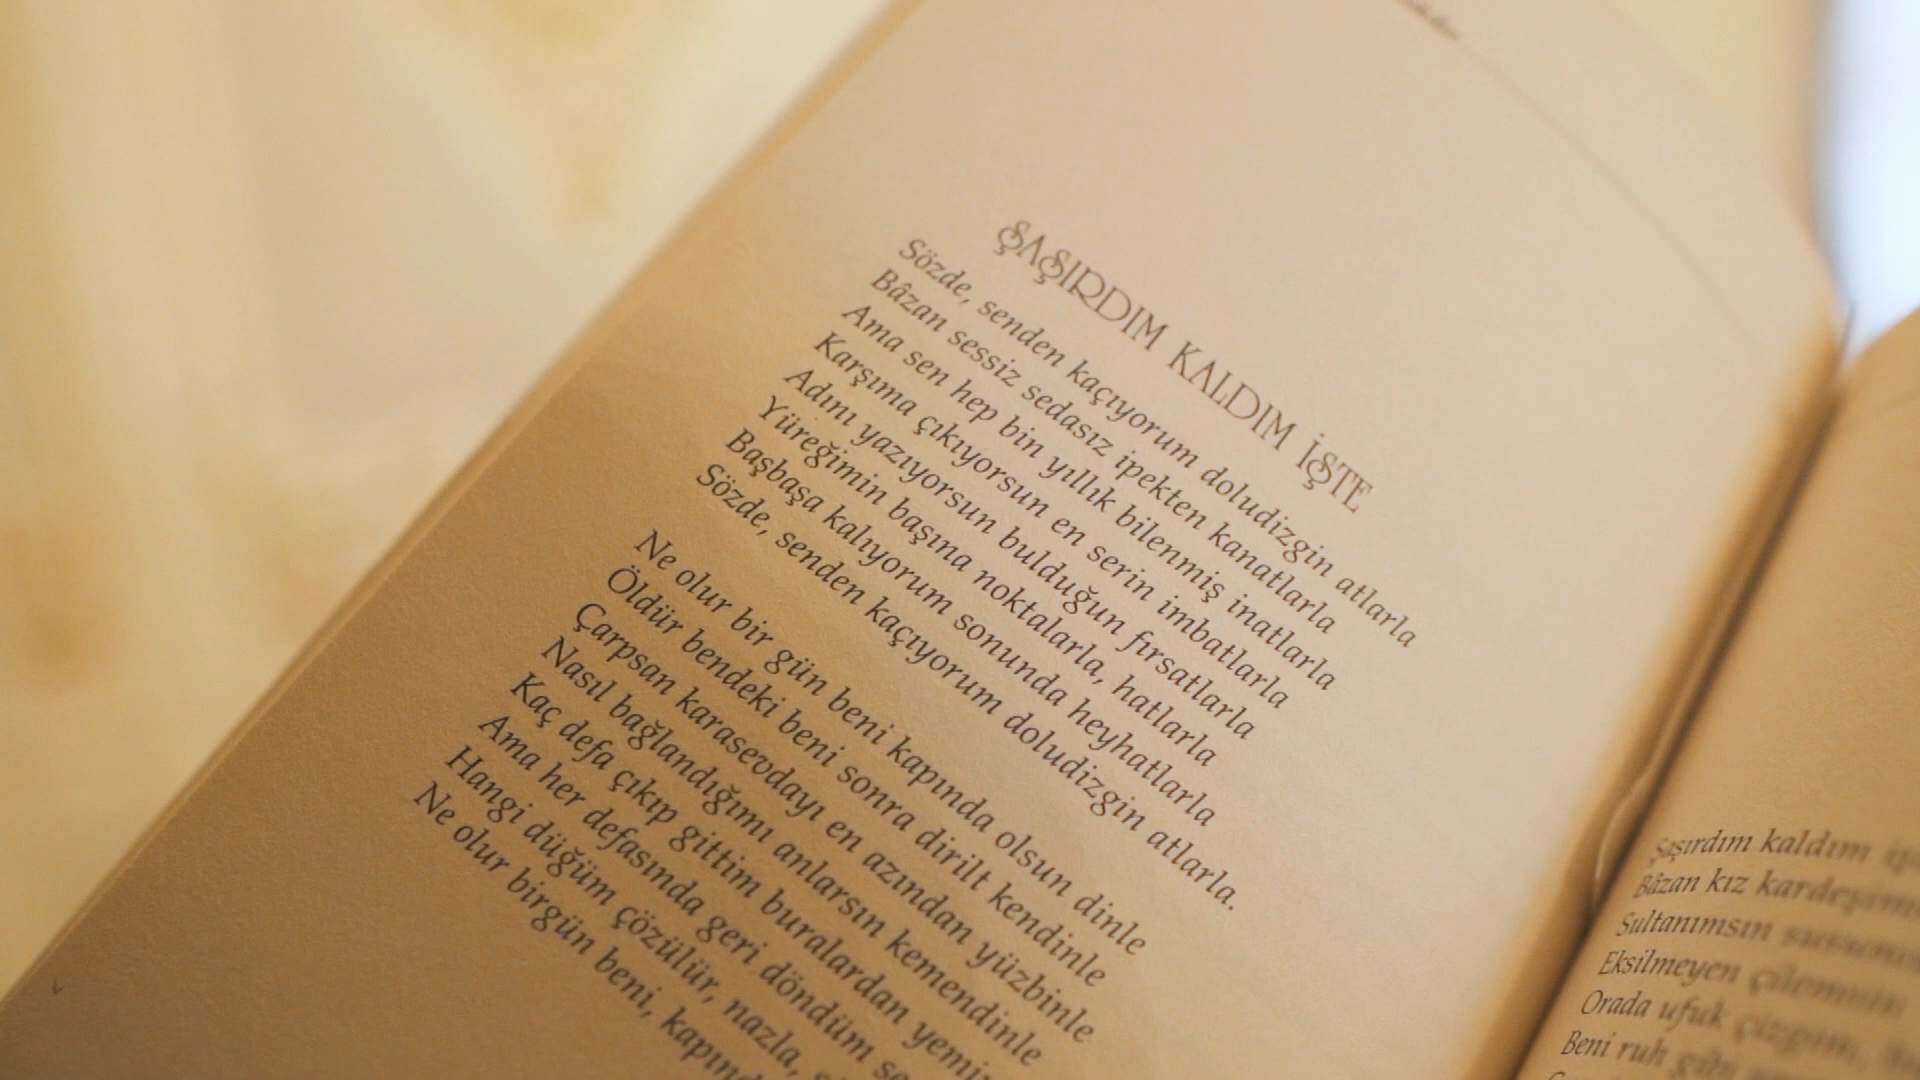 ŞAŞIRDIM KALDIM İŞTE
Sözde, senden kaçıyorum doludizgin atlarla
Bâzan sessiz sedasız ipekten kanatlarla
Ama sen hep bin yıllık bilenmiş inatlarla
Karşıma çıkıyorsun en serin imbatlarla
Adını yazıyorsun bulduğun fırsatlarla
Yüreğimin başına noktalarla, hatlarla
Başbaşa kalıyorum sonunda heyhatlarla
Sözde, senden kaçıyorum doludizgin atlarla.
Ne olur bir gün beni kapında olsun dinle
Öldür bendeki beni sonra dirilt kendinle
Çarpsan karasevdayı en azından yüzbinle
Nasıl bağlandığımı anlarsın kemendinle
Kaç defa çıkıp gittim buralardan
Ama her defasında geri döndüm
Hangi düğüm çözülür, nazla,
Ne olur birgün beni,
Şaşırdım kaldım
Bâzan kız
Sultanımsın
Eksilmeyen
Orada ufuk
Beni ruh gibi